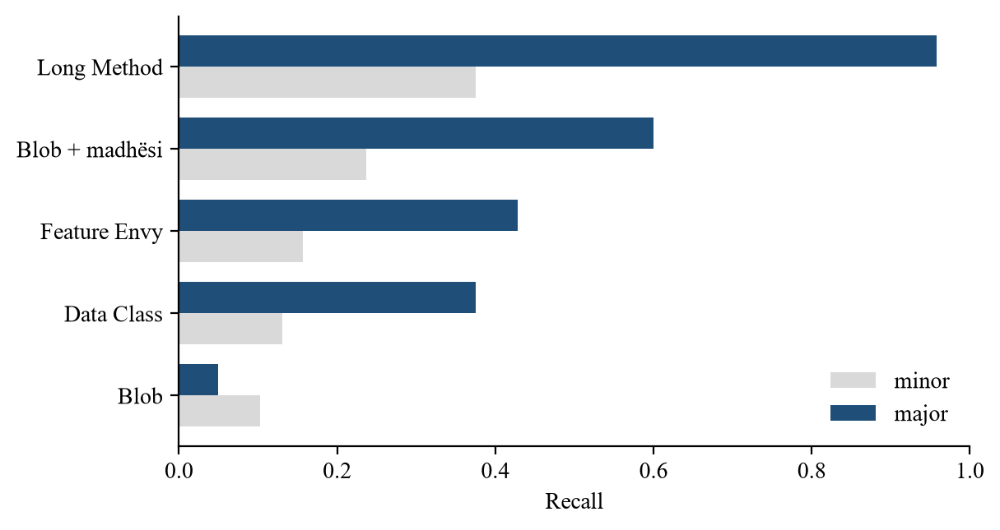 Long Method
Blob + madhësi
Feature Envy
Data Class
Blob
minor
major
0.0 0.2 0.4 0.6 0.8 1.0
Recall